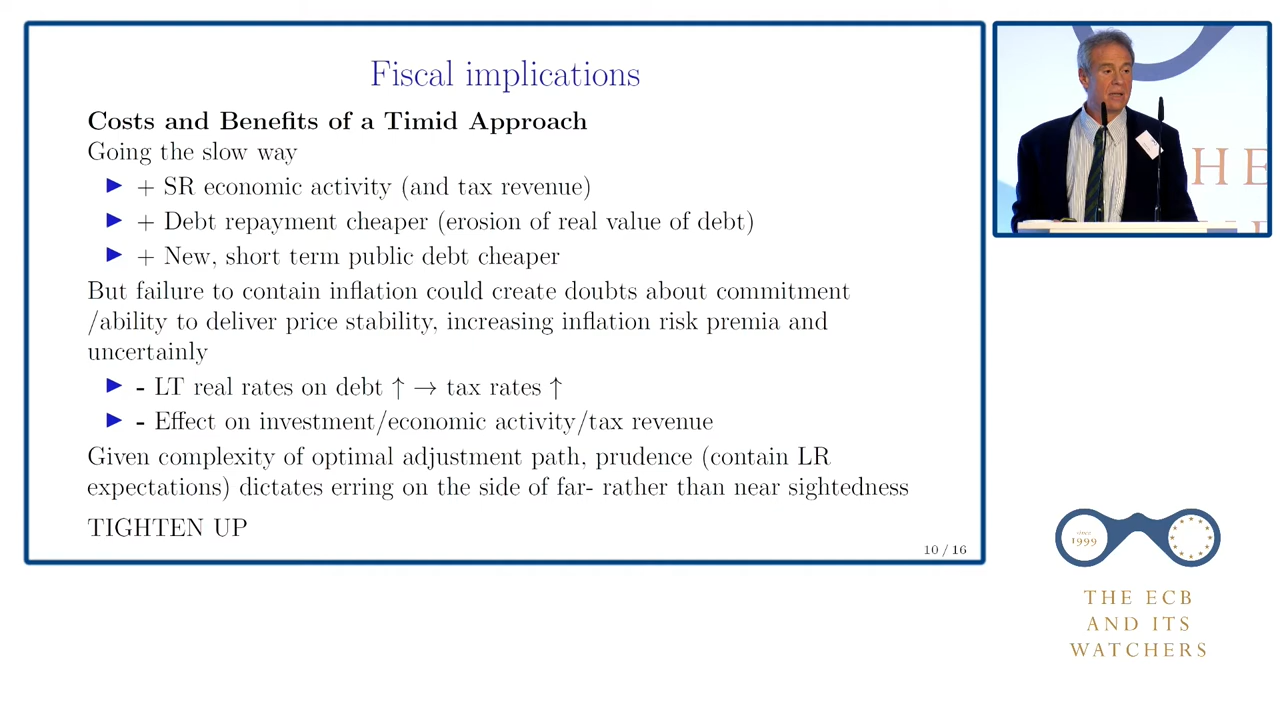 Fiscal implications
Costs and Benefits of a Timid Approach
Going the slow way
▶ + SR economic activity (and tax revenue)
▶ + Debt repayment cheaper (erosion of real value of debt)
▶ + New, short term public debt cheaper
But failure to contain inflation could create doubts about commitment
/ability to deliver price stability, increasing inflation risk premia and
uncertainly
▶ - LT real rates on debt ↑ → tax rates ↑
▶ - Effect on investment/economic activity/tax revenue
Given complexity of optimal adjustment path, prudence (contain LR
expectations) dictates erring on the side of far- rather than near sightedness
TIGHTEN UP
10 / 16
HE
since
1999
THE ECB
AND ITS
WATCHERS